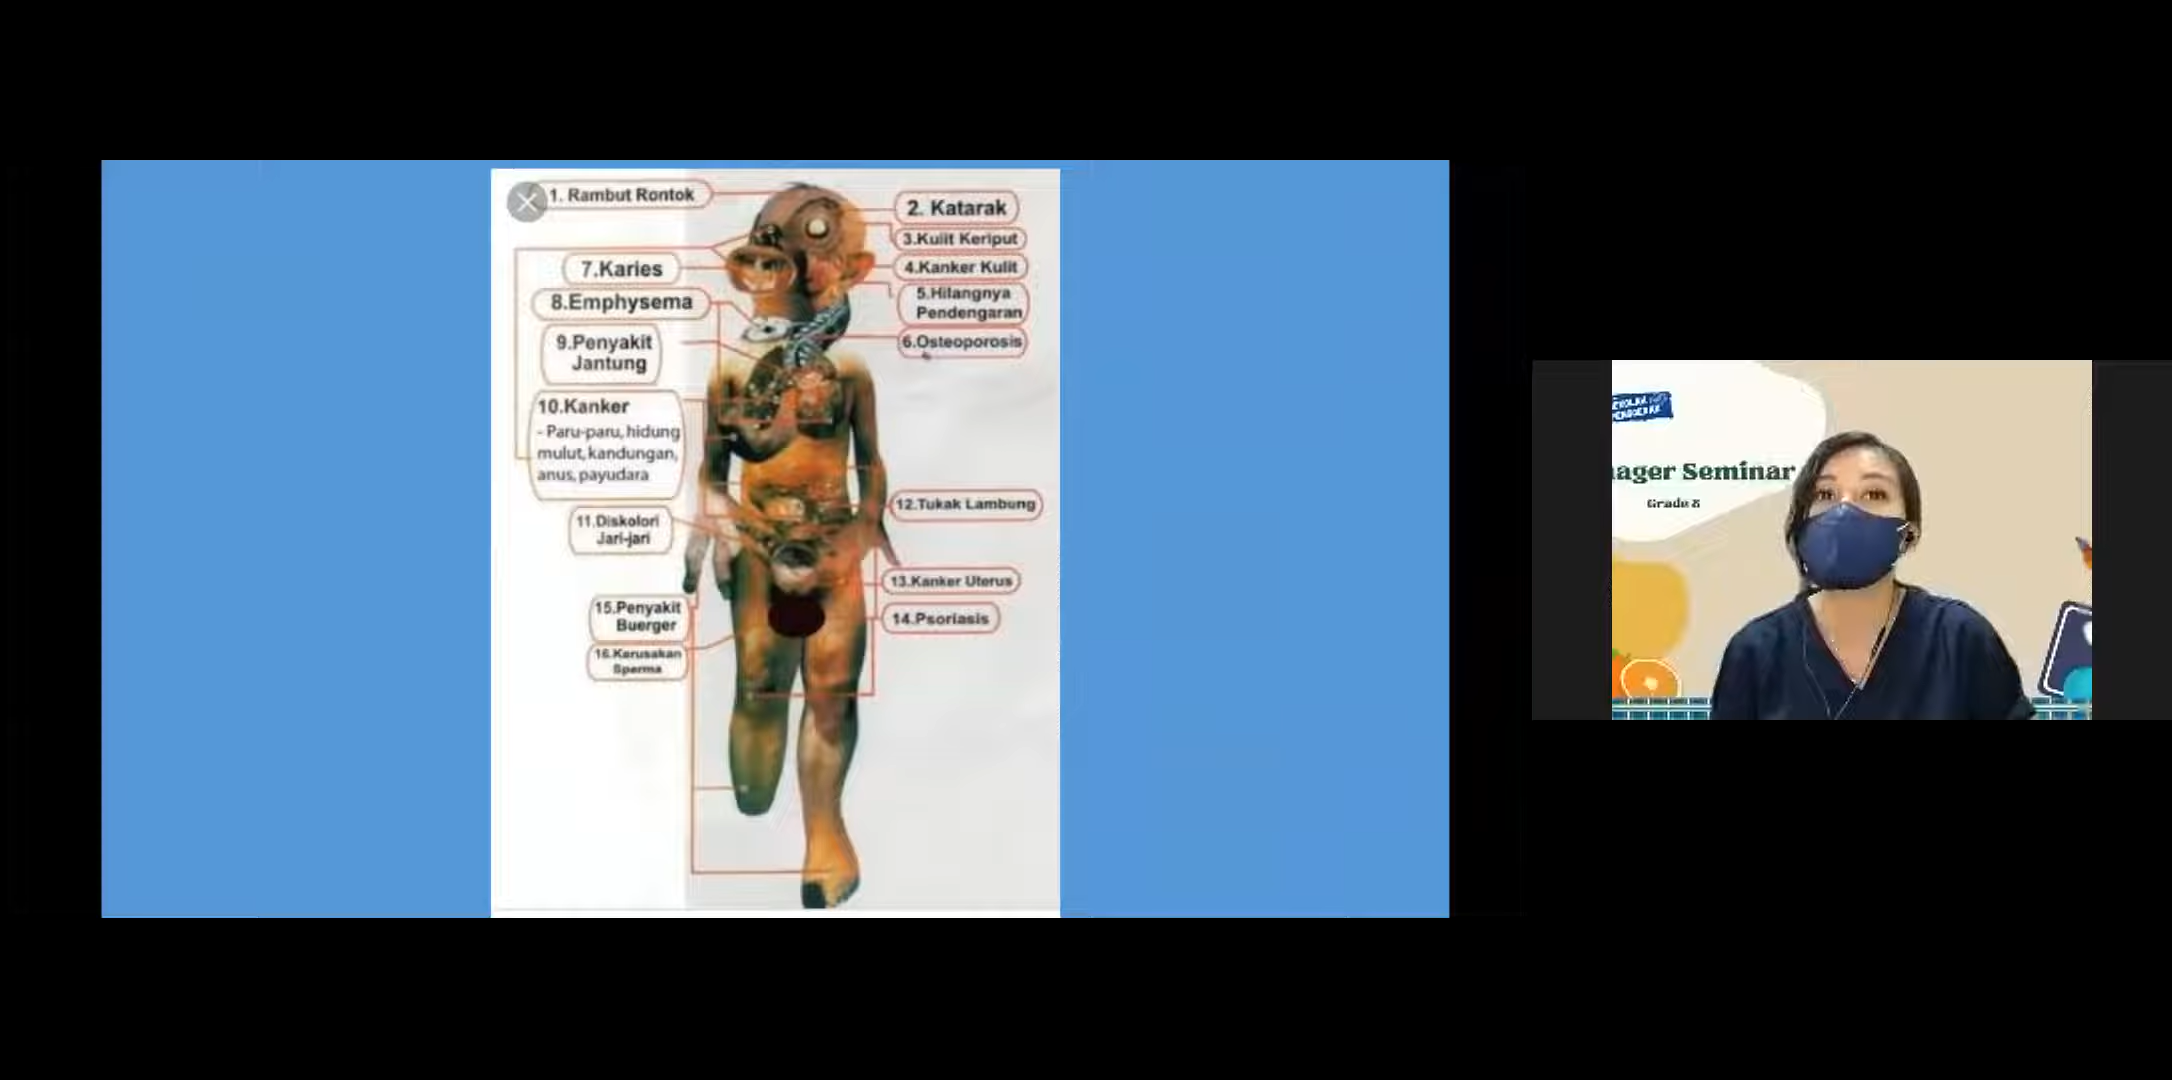 1. Rambut Rontok
2. Katarak
3.Kulit Keriput
4.Kanker Kulit
5.Hilangnya
Pendengaran
6.Osteoporosis
7.Karies
8.Emphysema
9.Penyakit
Jantung
10.Kanker
- Paru-paru, hidung
mulut, kandungan,
anus, payudara
11.Diskolori
Jari-jari
12.Tukak Lambung
13.Kanker Uterus
14.Psoriasis
15.Penyakit
Buerger
16.Kerusakan
Sperma
ager Seminar
Grade 8